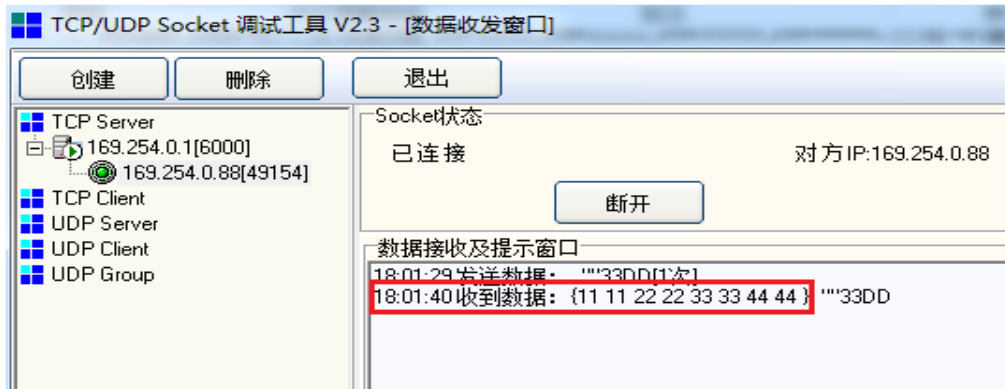 TCP/UDP Socket 调试工具 V2.3 - [数据收发窗口]
创建 删除 退出
TCP Server
169.254.0.1[6000]
169.254.0.88[49154]
TCP Client
UDP Server
UDP Client
UDP Group
Socket状态
已连接 对方IP:169.254.0.88
断开
数据接收及提示窗口
18:01:29 发送数据： ""33DD[1次]
18:01:40 收到数据：{11 11 22 22 33 33 44 44 } ""33DD